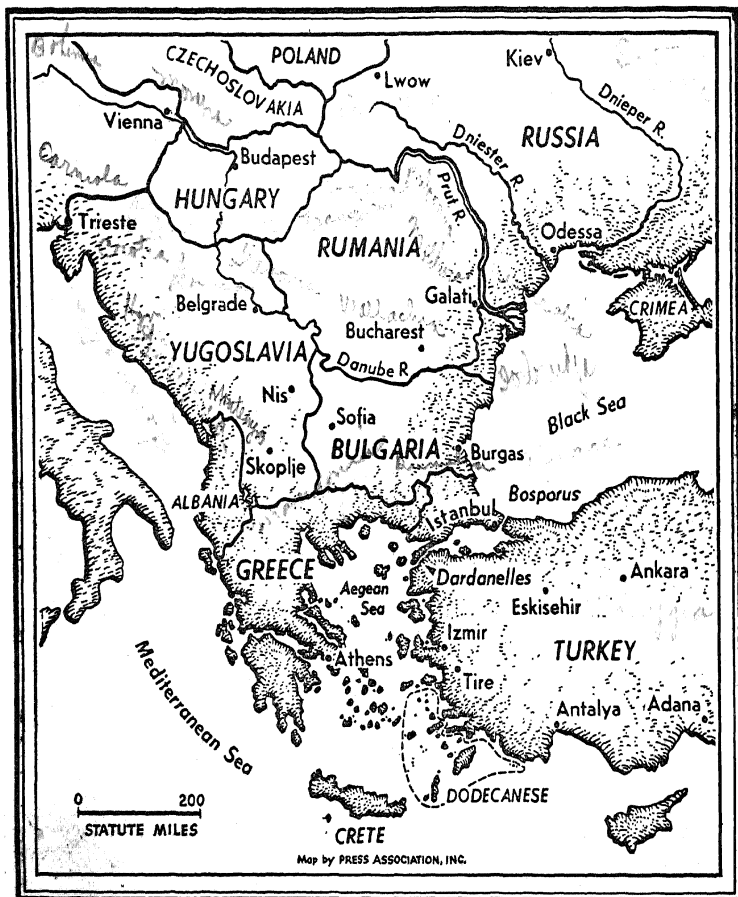 POLAND
CZECHOSLOVAKIA
Kiev
Lwow
Dnieper R.
Vienna
Dniester R.
RUSSIA
Budapest
Carniola
HUNGARY
Prut R.
Trieste
RUMANIA
Odessa
Belgrade
Galati
CRIMEA
Bucharest
YUGOSLAVIA
Danube R.
Nis
Sofia
Black Sea
BULGARIA
Burgas
Skoplje
ALBANIA
Bosporus
Istanbul
GREECE
Dardanelles
Ankara
Aegean
Sea
Eskisehir
Izmir
TURKEY
Athens
Tire
Mediterranean Sea
Antalya
Adana
DODECANESE
0 200
STATUTE MILES
CRETE
Map by PRESS ASSOCIATION, INC.